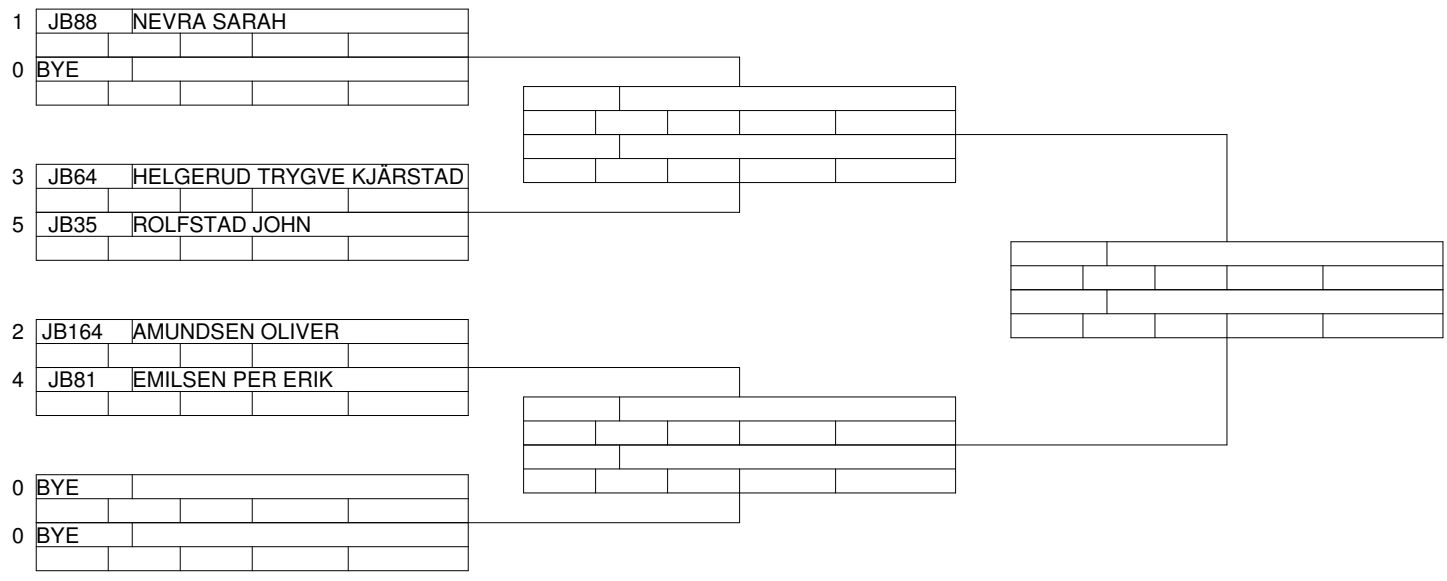 1 JB88 NEVRA SARAH
0 BYE
3 JB64 HELGERUD TRYGVE KJÄRSTAD
5 JB35 ROLFSTAD JOHN
2 JB164 AMUNDSEN OLIVER
4 JB81 EMILSEN PER ERIK
0 BYE
0 BYE